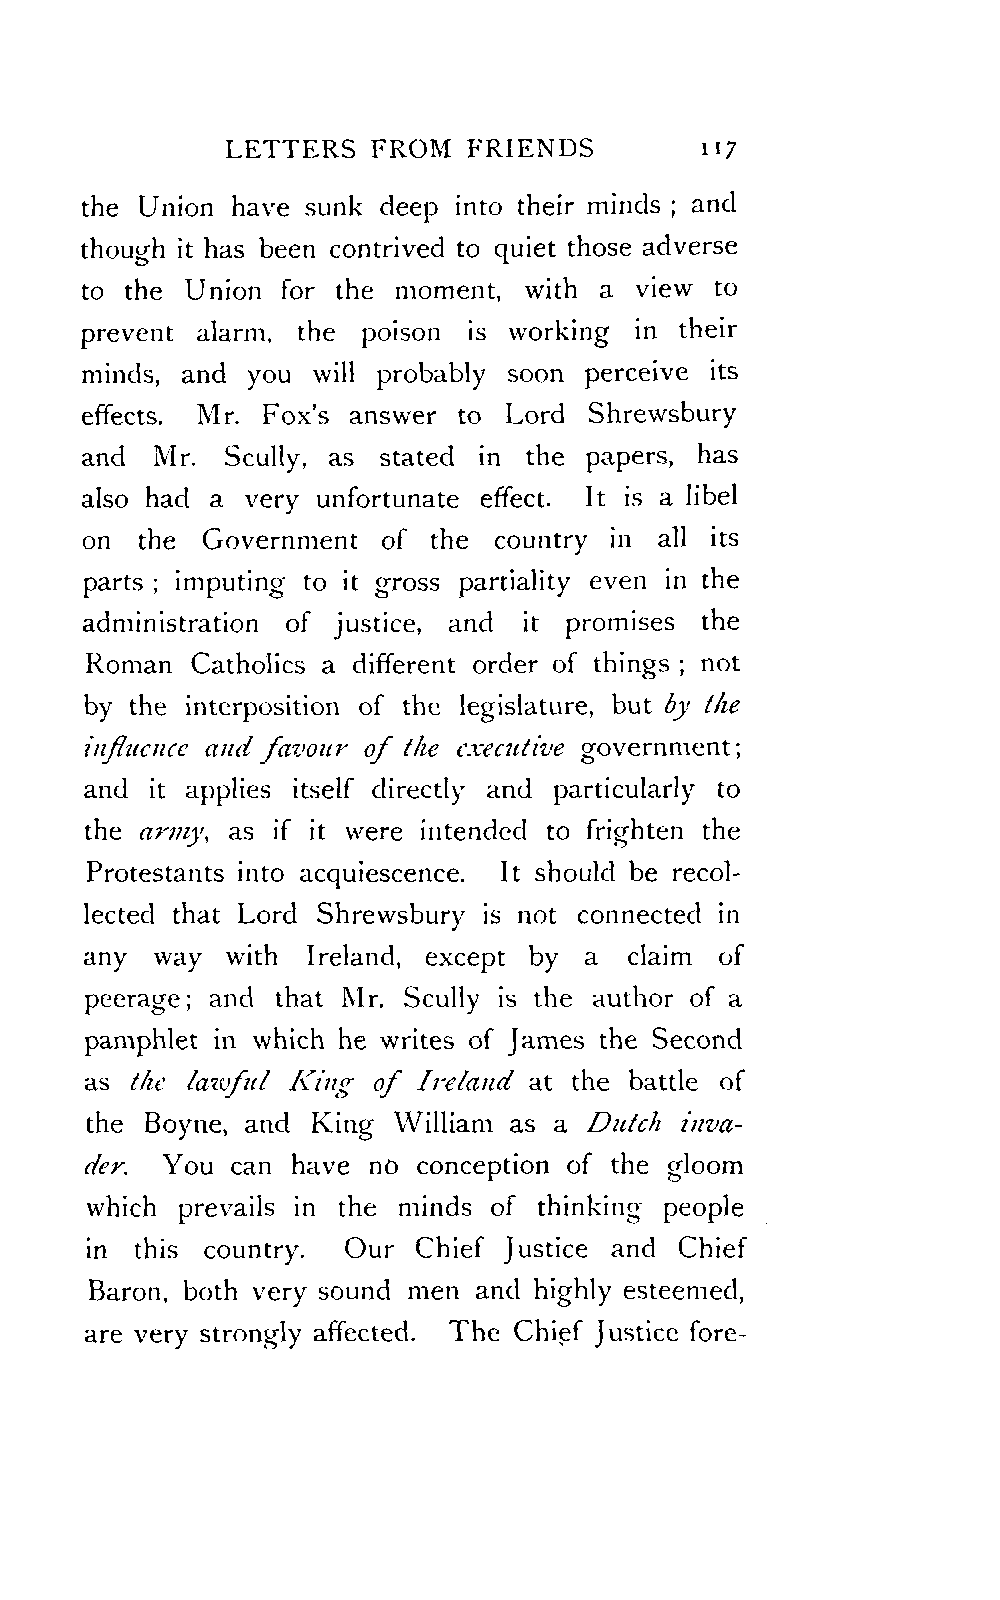 LETTERS FROM FRIENDS 117
the Union have sunk deep into their minds ; and
though it has been contrived to quiet those adverse
to the Union for the moment, with a view to
prevent alarm, the poison is working in their
minds, and you will probably soon perceive its
effects. Mr. Fox's answer to Lord Shrewsbury
and Mr. Scully, as stated in the papers, has
also had a very unfortunate effect. It is a libel
on the Government of the country in all its
parts ; imputing to it gross partiality even in the
administration of justice, and it promises the
Roman Catholics a different order of things ; not
by the interposition of the legislature, but by the
influence and favour of the executive government;
and it applies itself directly and particularly to
the army, as if it were intended to frighten the
Protestants into acquiescence. It should be recol-
lected that Lord Shrewsbury is not connected in
any way with Ireland, except by a claim of
peerage; and that Mr. Scully is the author of a
pamphlet in which he writes of James the Second
as the lawful King of Ireland at the battle of
the Boyne, and King William as a Dutch inva-
der. You can have no conception of the gloom
which prevails in the minds of thinking people
in this country. Our Chief Justice and Chief
Baron, both very sound men and highly esteemed,
are very strongly affected. The Chief Justice fore-